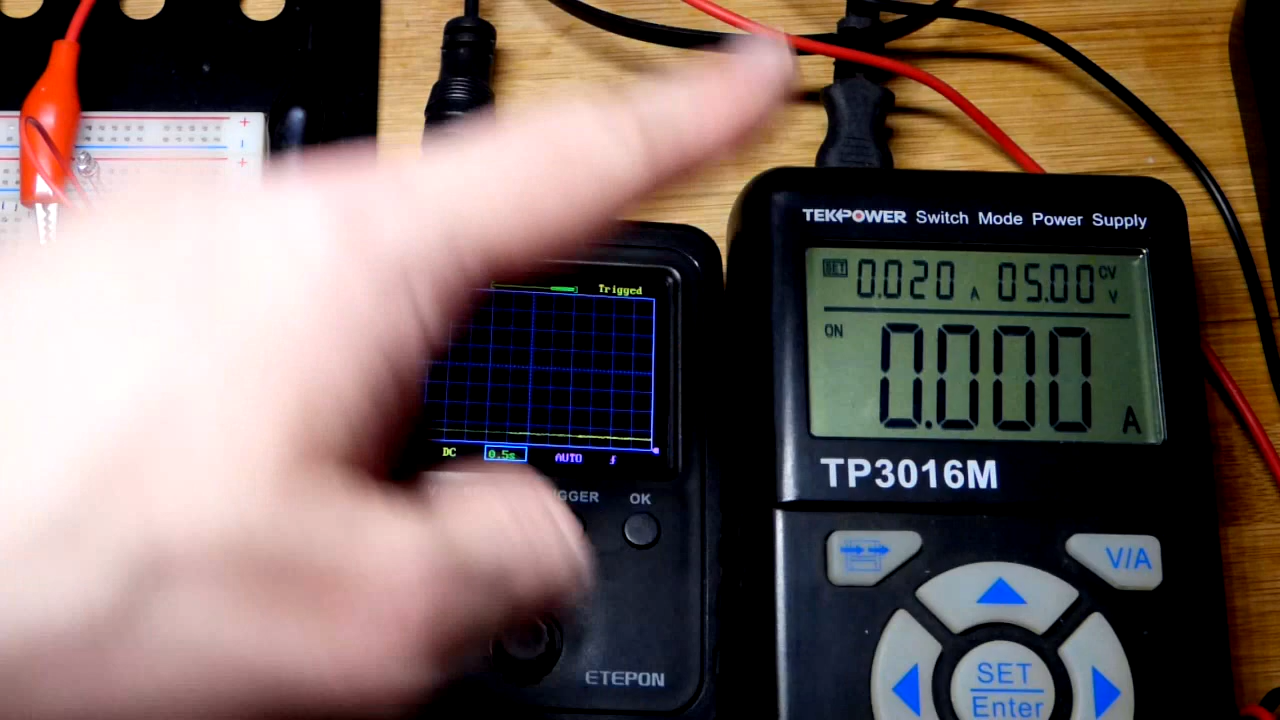 TEKPOWER Switch Mode Power Supply
SET 0.020 A 05.00 CV V
ON 0.000 A
TP3016M
V/A
SET
Enter
Trigged
DC 0.5s AUTO
GGER OK
ETEPON